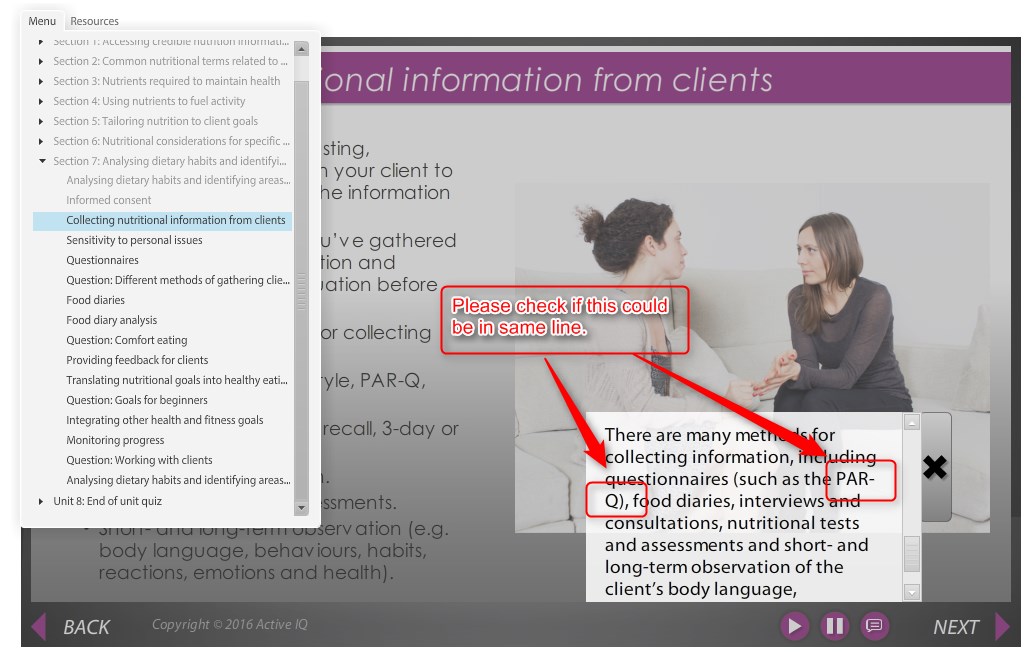 Menu
Resources
Section 1: Accessing credible nutrition informati...
Section 2: Common nutritional terms related to ...
Section 3: Nutrients required to maintain health
Section 4: Using nutrients to fuel activity
Section 5: Tailoring nutrition to client goals
Section 6: Nutritional considerations for specific ...
Section 7: Analysing dietary habits and identifyi...
Analysing dietary habits and identifying areas...
Informed consent
Collecting nutritional information from clients
Sensitivity to personal issues
Questionnaires
Question: Different methods of gathering clie...
Food diaries
Food diary analysis
Question: Comfort eating
Providing feedback for clients
Translating nutritional goals into healthy eati...
Question: Goals for beginners
Integrating other health and fitness goals
Monitoring progress
Question: Working with clients
Analysing dietary habits and identifying areas...
Unit 8: End of unit quiz
onal information from clients
sting,
your client to
he information
u've gathered
tion and
uation before
or collecting
tyle, PAR-Q,
recall, 3-day or
essments.
• Short- and long-term observation (e.g.
body language, behaviours, habits,
reactions, emotions and health).
Please check if this could
be in same line.
There are many methods for
collecting information, including
questionnaires (such as the PAR-
Q), food diaries, interviews and
consultations, nutritional tests
and assessments and short- and
long-term observation of the
client's body language,
BACK
Copyright © 2016 Active IQ
NEXT